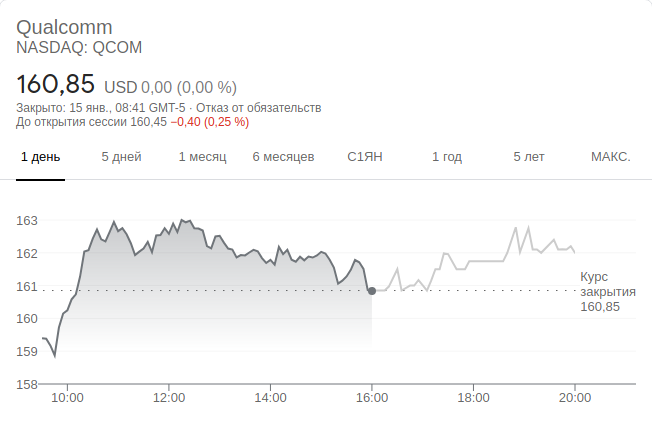 Qualcomm
NASDAQ: QCOM
160,85 USD 0,00 (0,00 %)
Закрыто: 15 янв., 08:41 GMT-5 · Отказ от обязательств
До открытия сессии 160,45 −0,40 (0,25 %)
1 день 5 дней 1 месяц 6 месяцев С1ЯН 1 год 5 лет МАКС.
163
162
161
160
159
158
Курс
закрытия
160,85
10:00 12:00 14:00 16:00 18:00 20:00